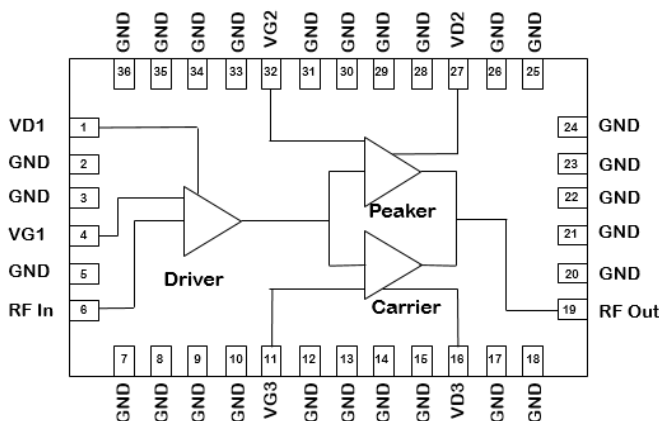 GND GND GND GND VG2 GND GND GND GND VD2 GND GND
36 35 34 33 32 31 30 29 28 27 26 25
VD1 1
GND 2
GND 3
VG1 4
GND 5
RF In 6
Driver
Peaker
Carrier
24 GND
23 GND
22 GND
21 GND
20 GND
19 RF Out
7 8 9 10 11 12 13 14 15 16 17 18
GND GND GND GND VG3 GND GND GND GND VD3 GND GND